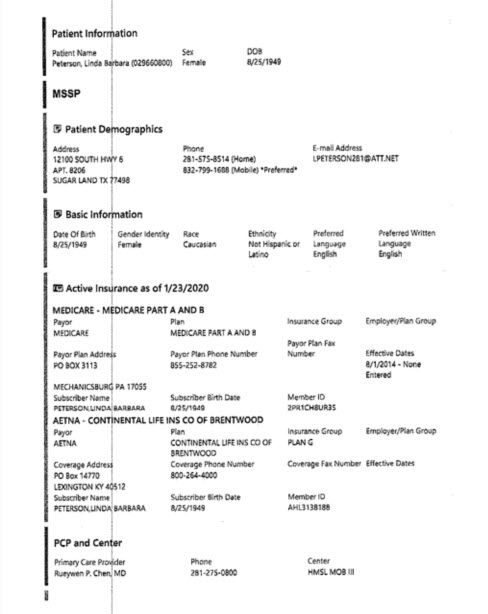 Patient Information
Patient Name Sex DOB
Peterson, Linda Barbara (029660800) Female 8/25/1949
MSSP
Patient Demographics
Address Phone E-mail Address
12100 SOUTH HWY 6 281-575-8514 (Home) LPETERSON281@ATT.NET
APT. 8206 832-799-1688 (Mobile) *Preferred*
SUGAR LAND TX 77498
Basic Information
Date Of Birth Gender Identity Race Ethnicity Preferred Preferred Written
8/25/1949 Female Caucasian Not Hispanic or Language Language
Latino English English
Active Insurance as of 1/23/2020
MEDICARE - MEDICARE PART A AND B
Payor Plan Insurance Group Employer/Plan Group
MEDICARE MEDICARE PART A AND B
Payor Plan Fax
Payor Plan Address Payor Plan Phone Number Number Effective Dates
PO BOX 3113 855-252-8782 8/1/2014 - None
Entered
MECHANICSBURG PA 17055
Subscriber Name Subscriber Birth Date Member ID
PETERSON,LINDA BARBARA 8/25/1949 2PR1CH8UR35
AETNA - CONTINENTAL LIFE INS CO OF BRENTWOOD
Payor Plan Insurance Group Employer/Plan Group
AETNA CONTINENTAL LIFE INS CO OF PLAN G
BRENTWOOD
Coverage Address Coverage Phone Number Coverage Fax Number Effective Dates
PO Box 14770 800-264-4000
LEXINGTON KY 40512
Subscriber Name Subscriber Birth Date Member ID
PETERSON,LINDA BARBARA 8/25/1949 AHL3138188
PCP and Center
Primary Care Provider Phone Center
Rueywen P. Chen, MD 281-275-0800 HMSL MOB III